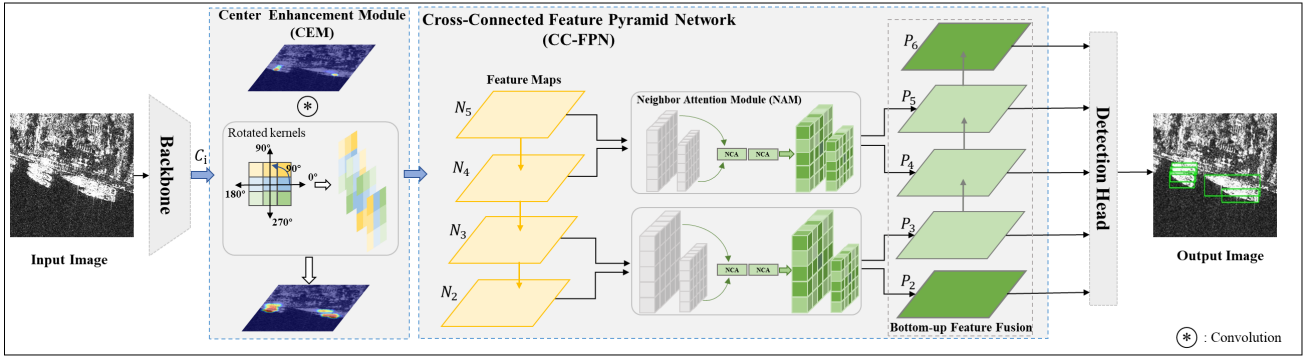 Center Enhancement Module
(CEM)
Cross-Connected Feature Pyramid Network
(CC-FPN)
Input Image
Backbone
Cᵢ
*
Rotated kernels
90°
90°
0°
180°
270°
Feature Maps
N₅
N₄
N₃
N₂
Neighbor Attention Module (NAM)
NCA NCA
NCA NCA
P₆
P₅
P₄
P₃
P₂
Bottom-up Feature Fusion
Detection Head
Output Image
* : Convolution